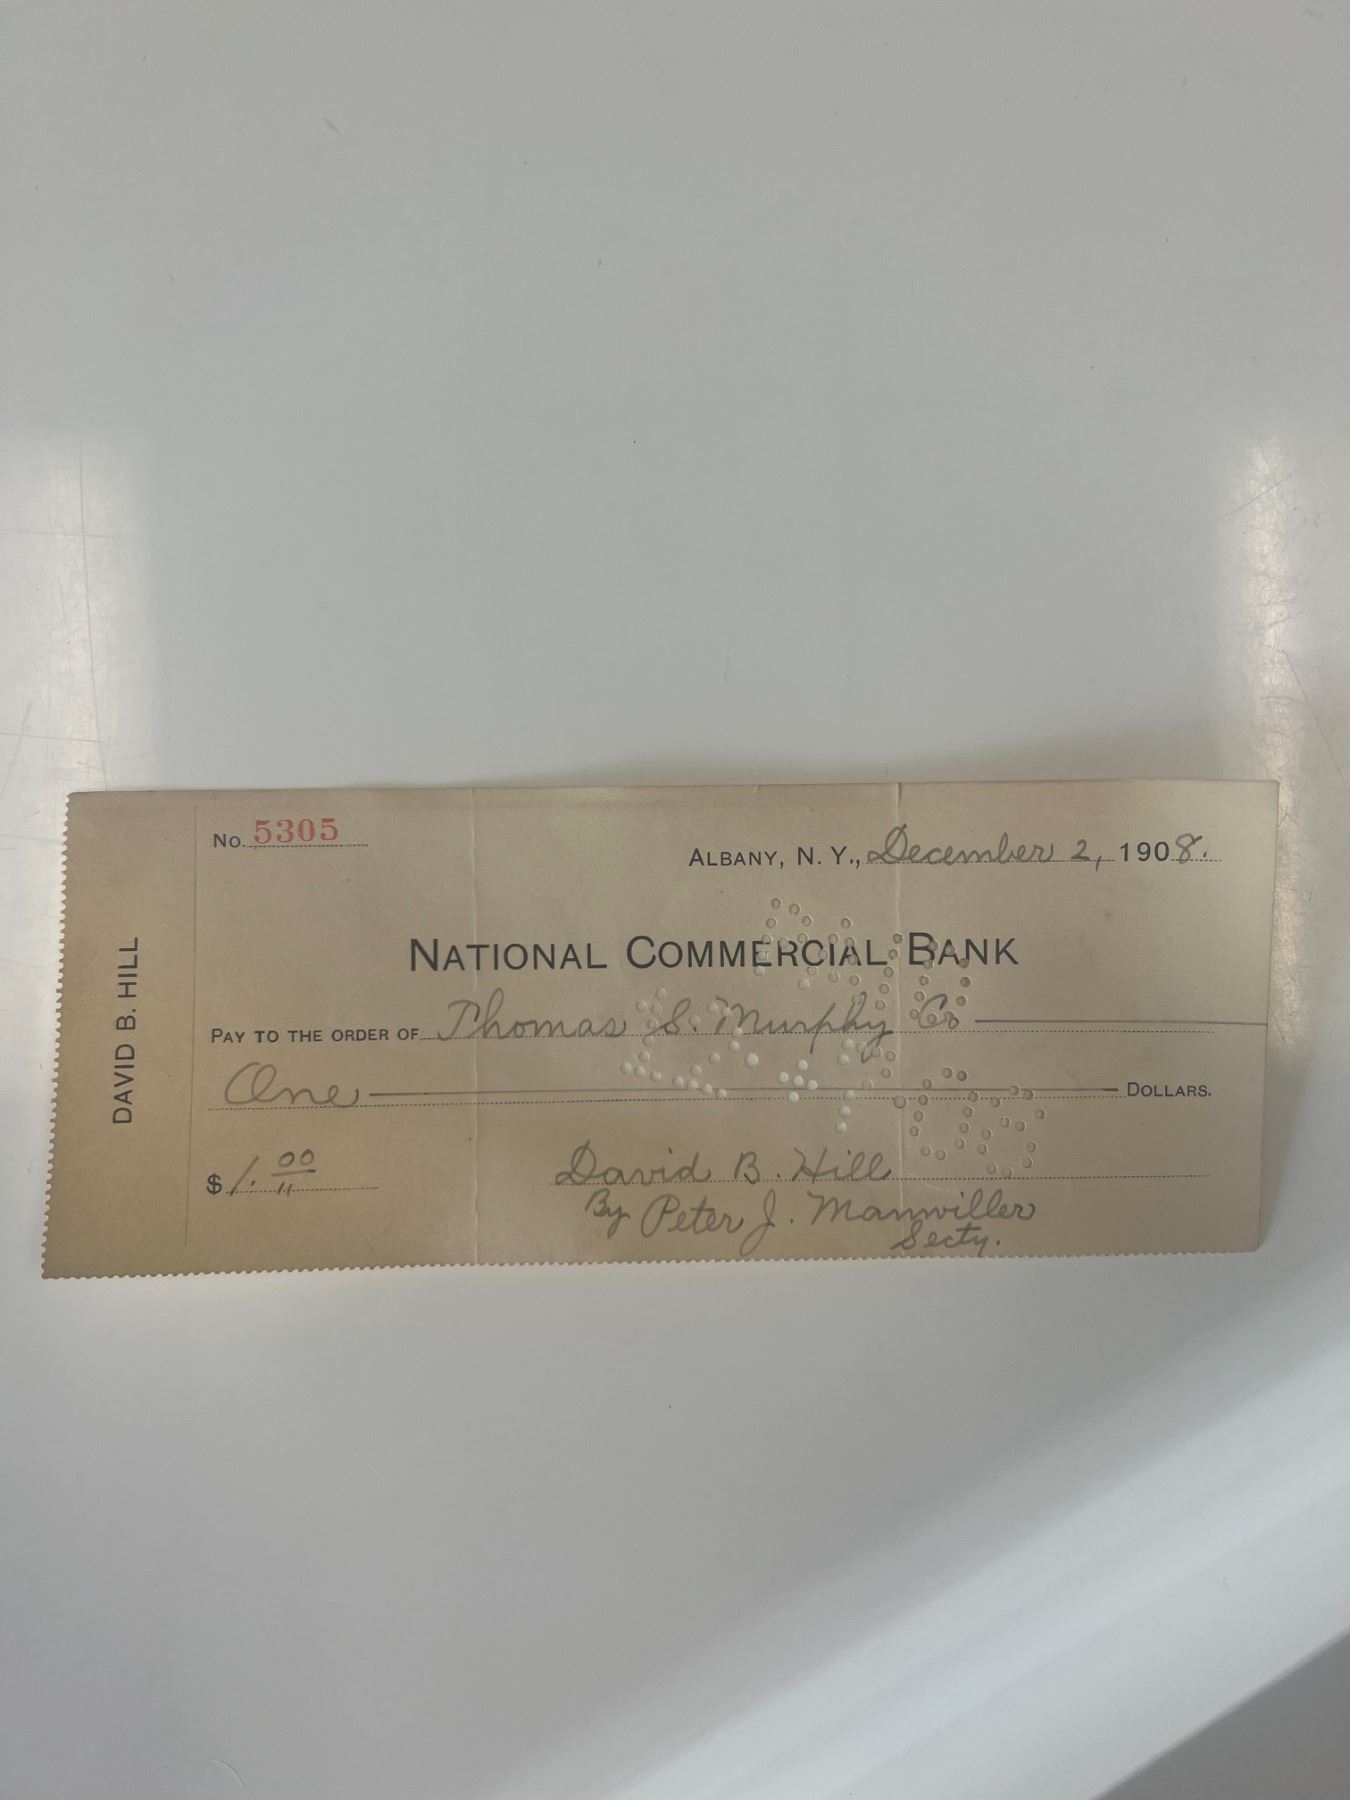 No. 5305
ALBANY, N. Y., December 2, 1908.
DAVID B. HILL
NATIONAL COMMERCIAL BANK
PAY TO THE ORDER OF Thomas S. Murphy Co
One DOLLARS.
$ 1. 00
By
David B. Hill
By Peter J. Manwiller
Secty.